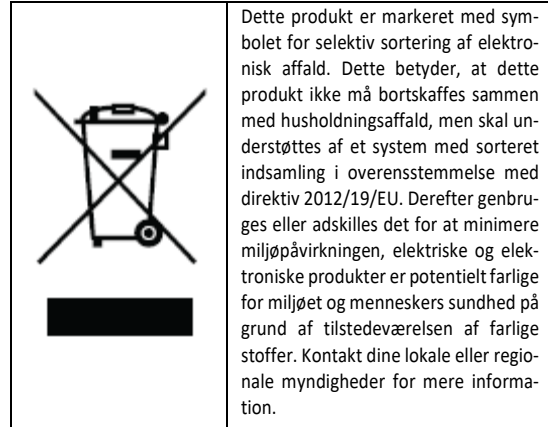 Dette produkt er markeret med sym-
bolet for selektiv sortering af elektro-
nisk affald. Dette betyder, at dette
produkt ikke må bortskaffes sammen
med husholdningsaffald, men skal un-
derstøttes af et system med sorteret
indsamling i overensstemmelse med
direktiv 2012/19/EU. Derefter genbru-
ges eller adskilles det for at minimere
miljøpåvirkningen, elektriske og elek-
troniske produkter er potentielt farlige
for miljøet og menneskers sundhed på
grund af tilstedeværelsen af farlige
stoffer. Kontakt dine lokale eller regio-
nale myndigheder for mere informa-
tion.